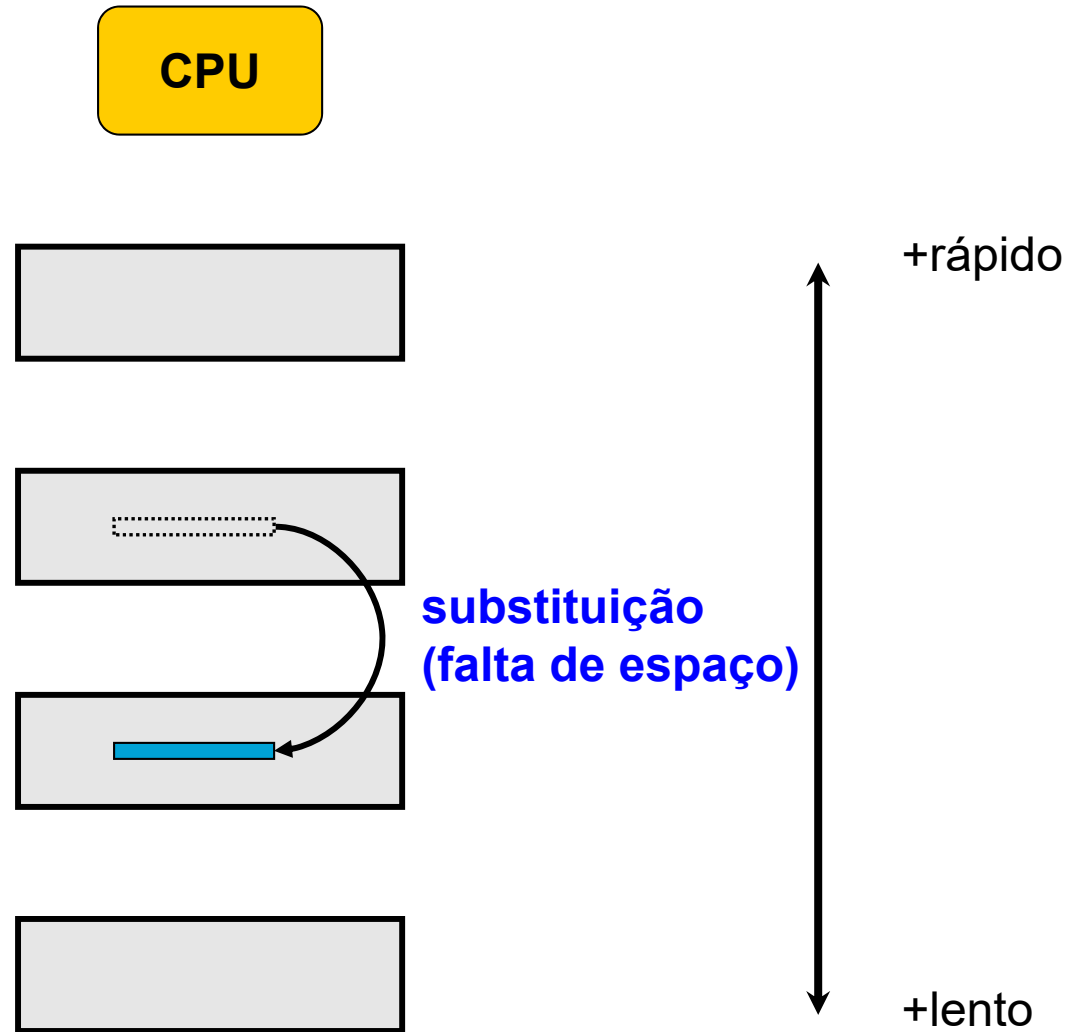 CPU
+rápido
substituição
(falta de espaço)
+lento